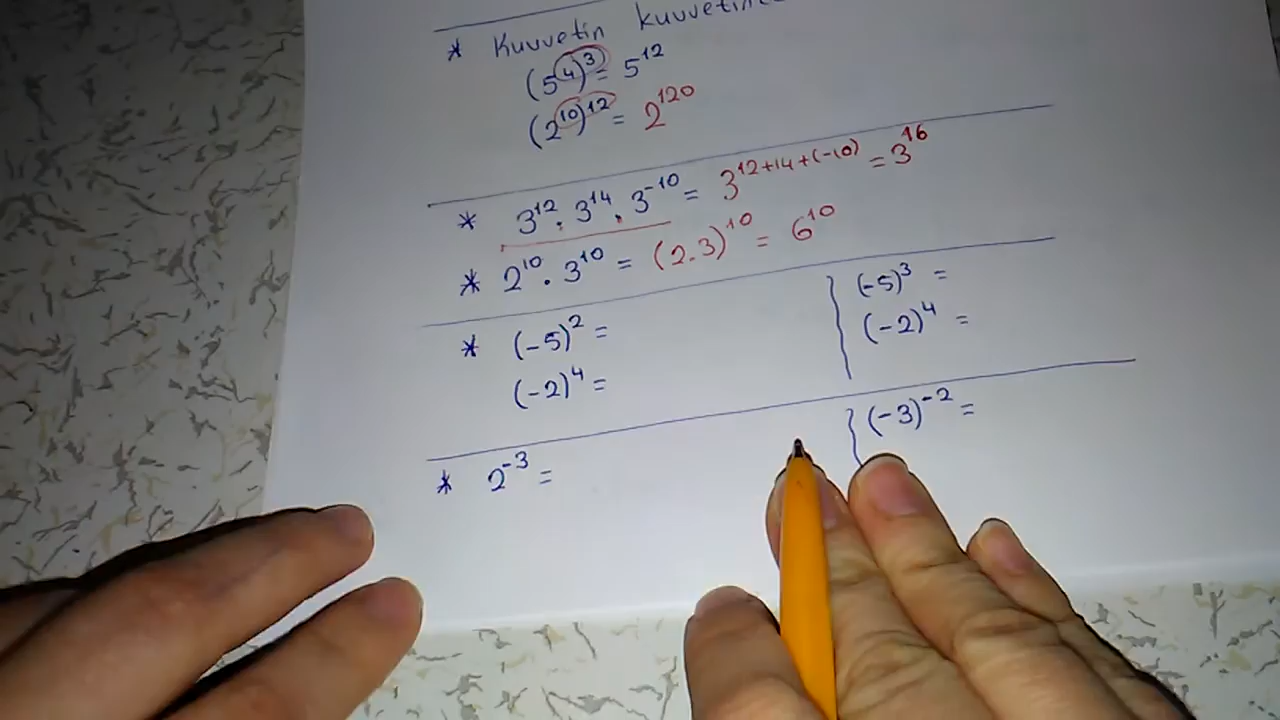 * Kuvvetin
(5⁴)³ = 5¹²
(2¹⁰)¹² = 2¹²⁰
* 3¹² . 3¹⁴ . 3⁻¹⁰ = 3¹²⁺¹⁴⁺⁽⁻¹⁰⁾ = 3¹⁶
* 2¹⁰ . 3¹⁰ = (2.3)¹⁰ = 6¹⁰
* (-5)² =
(-2)⁴ =
(-5)³ =
(-2)⁴ =
* 2⁻³ =
(-3)⁻² =